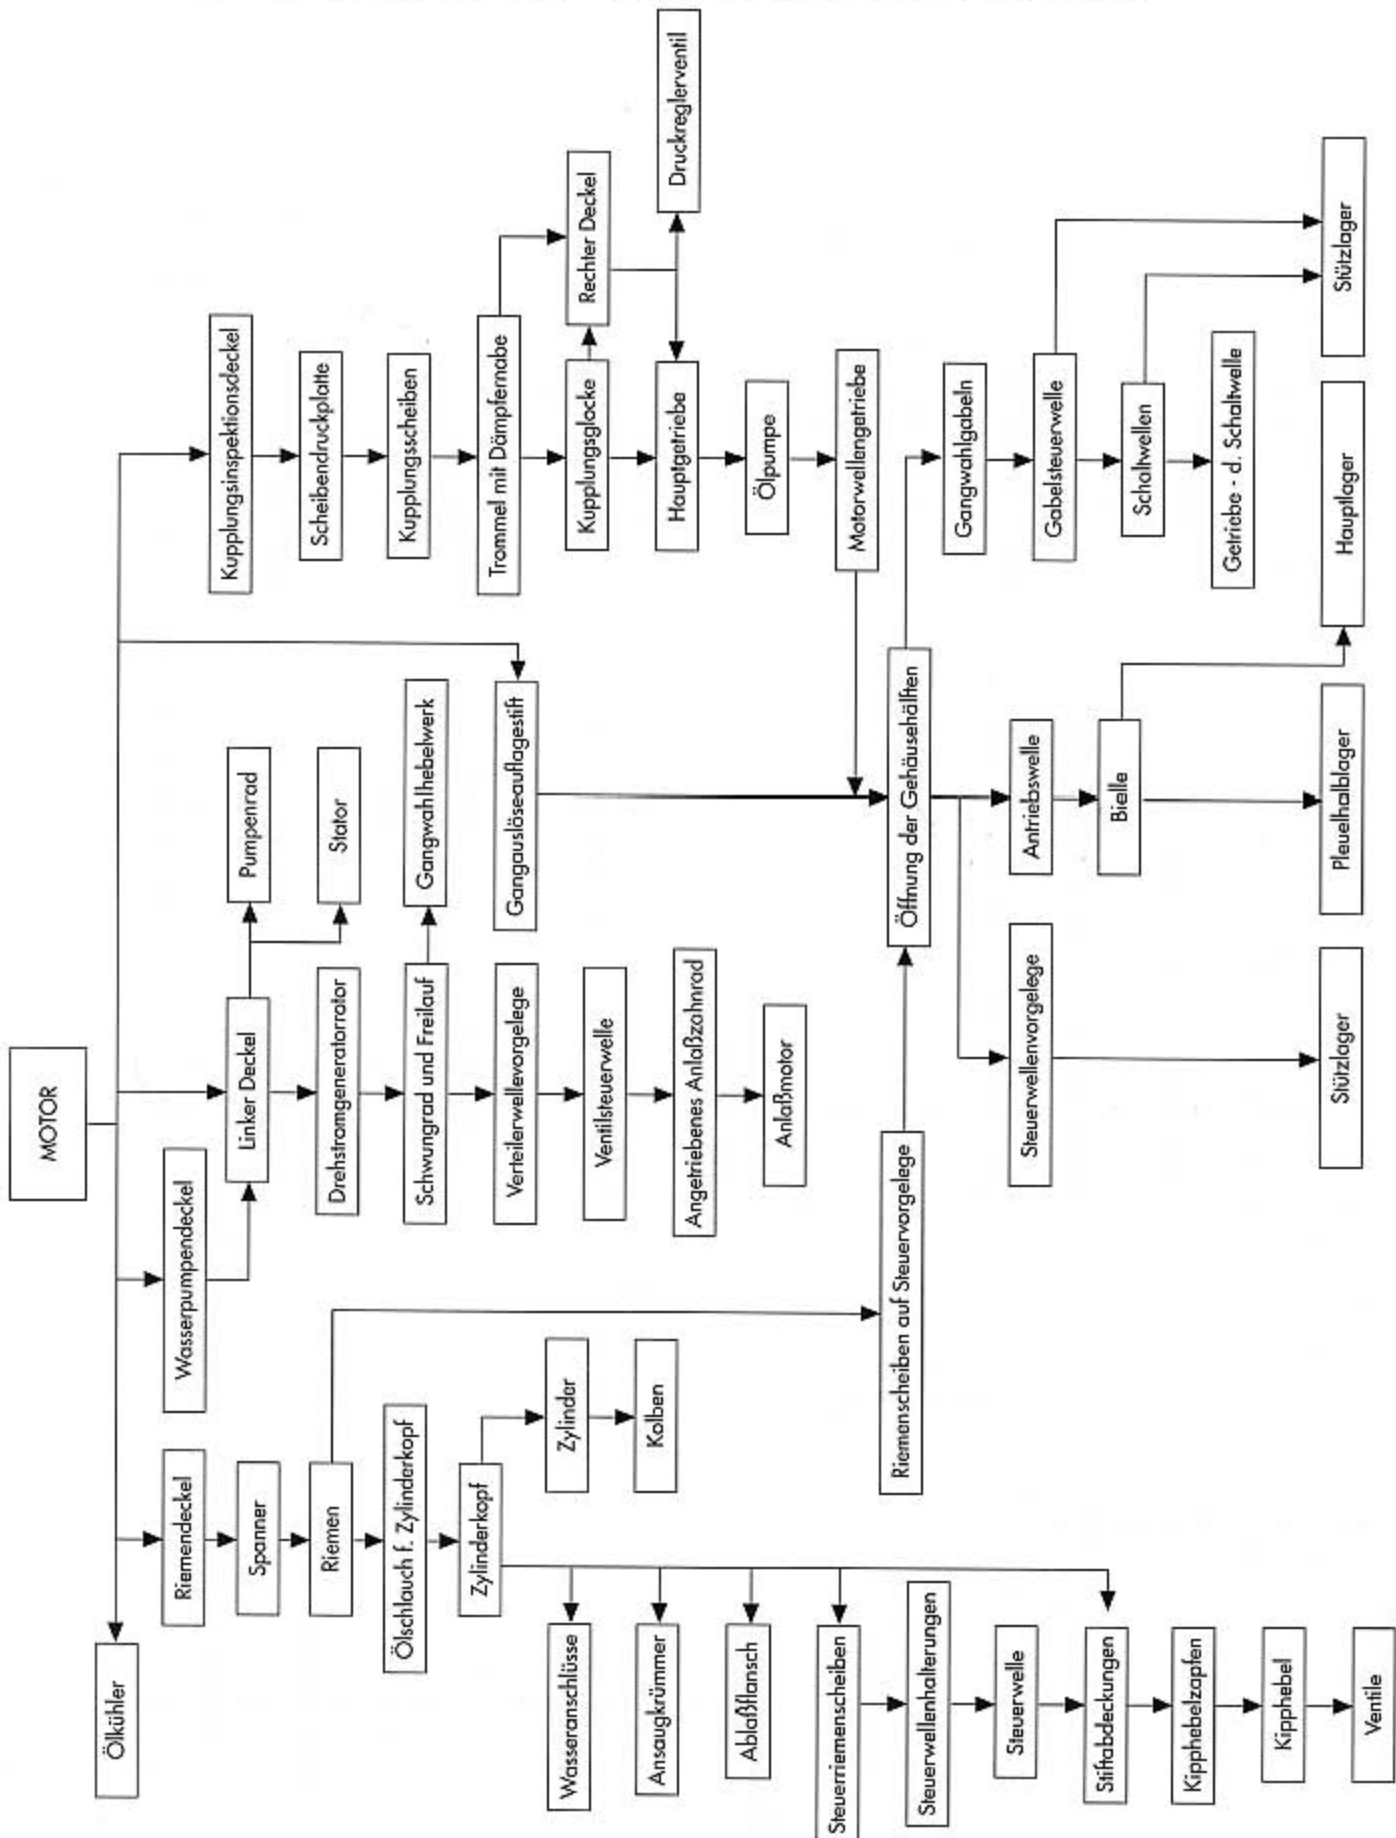 MOTOR
Ölkühler
Riemendeckel
Spanner
Riemen
Ölschlauch f. Zylinderkopf
Zylinderkopf
Wasseranschlüsse
Ansaugkrümmer
Ablaßflansch
Steuerriemenscheiben
Steuerwellenhalterungen
Steuerwelle
Stiftabdeckungen
Kipphebelzapfen
Kipphebel
Ventile
Zylinder
Kolben
Riemenscheiben auf Steuervorgelege
Wasserpumpendeckel
Linker Deckel
Pumpenrad
Stator
Drehstromgeneratorrator
Schwungrad und Freilauf
Gangwahlhebelwerk
Verteilerwellevorgelege
Ventilsteuerwelle
Angetriebenes Anlaßzahnrad
Anlaßmotor
Gangauslöseauflagestift
Öffnung der Gehäusehälften
Steuerwellenvorgelege
Stützlager
Antriebswelle
Bielle
Pleuelhalblager
Hauptlager
Kupplungsinspektionsdeckel
Scheibendruckplatte
Kupplungsscheiben
Trommel mit Dämpfernabe
Kupplungsglocke
Rechter Deckel
Druckreglerventil
Hauptgetriebe
Ölpumpe
Motorwellengetriebe
Gangwahlgabeln
Gabelsteuerwelle
Schaltwellen
Getriebe - d. Schaltwelle
Stützlager